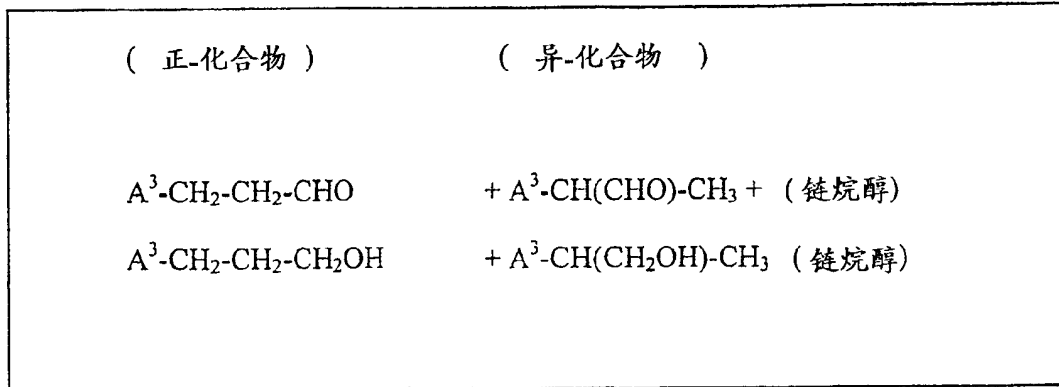 ( 正-化合物 ) ( 异-化合物 )
A³-CH₂-CH₂-CHO + A³-CH(CHO)-CH₃ + (链烷醇)
A³-CH₂-CH₂-CH₂OH + A³-CH(CH₂OH)-CH₃ (链烷醇)